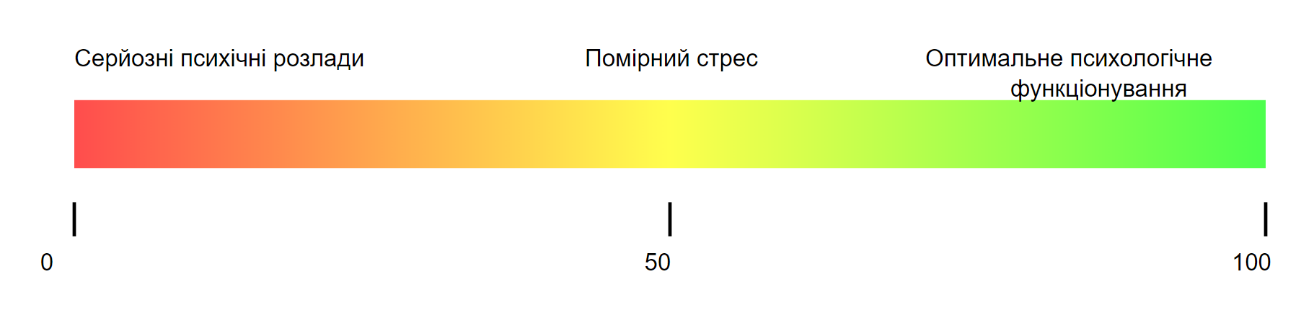 Серйозні психічні розлади
Помірний стрес
Оптимальне психологічне
функціонування
0
50
100